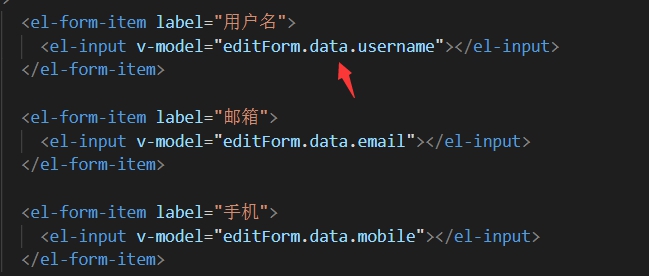 <el-form-item label="用户名">
<el-input v-model="editForm.data.username"></el-input>
</el-form-item>
<el-form-item label="邮箱">
<el-input v-model="editForm.data.email"></el-input>
</el-form-item>
<el-form-item label="手机">
<el-input v-model="editForm.data.mobile"></el-input>
</el-form-item>